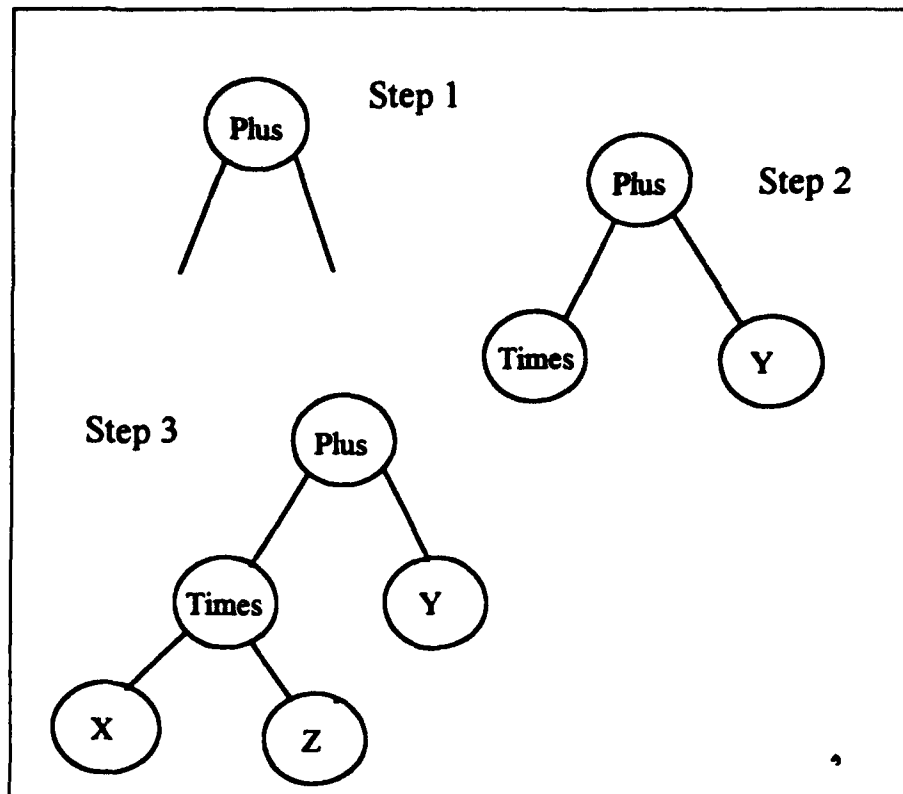 Step 1
Plus
Step 2
Plus
Times
Y
Step 3
Plus
Times
Y
X
Z